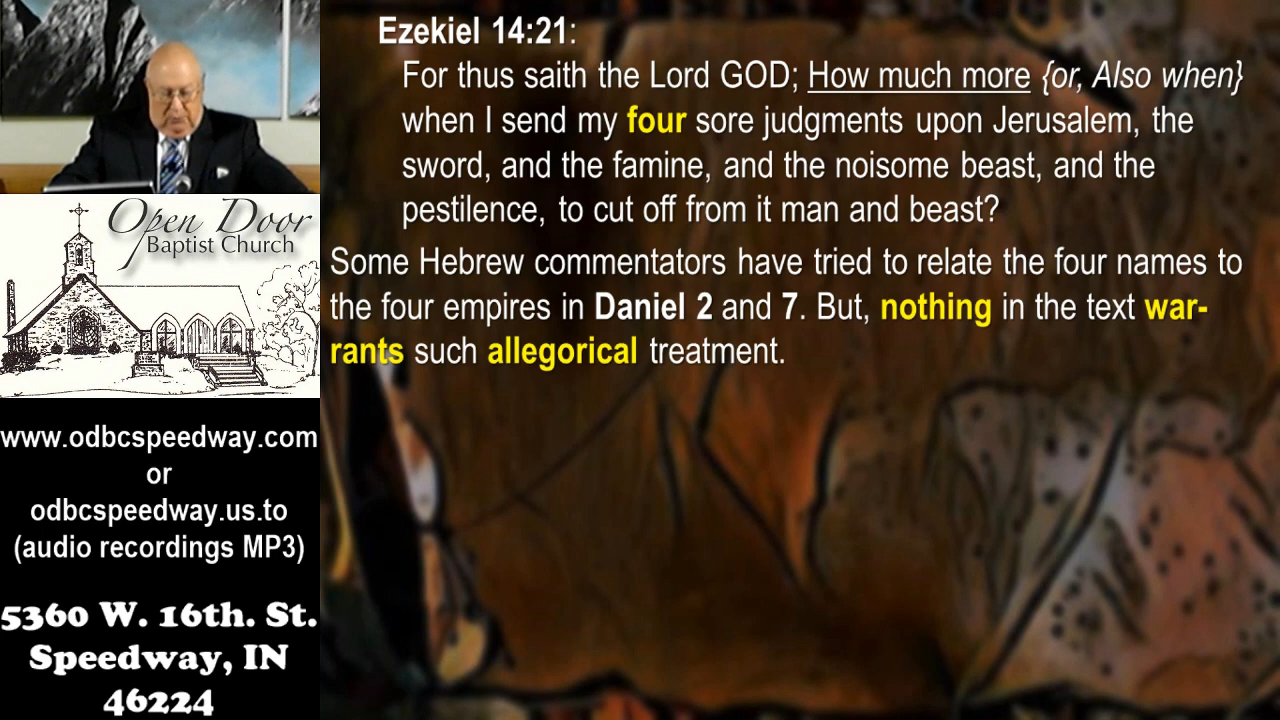 Ezekiel 14:21:
For thus saith the Lord GOD; How much more {or, Also when}
when I send my four sore judgments upon Jerusalem, the
sword, and the famine, and the noisome beast, and the
pestilence, to cut off from it man and beast?
Some Hebrew commentators have tried to relate the four names to
the four empires in Daniel 2 and 7. But, nothing in the text war-
rants such allegorical treatment.
Open Door
Baptist Church
www.odbcspeedway.com
or
odbcspeedway.us.to
(audio recordings MP3)
5360 W. 16th. St.
Speedway, IN
46224